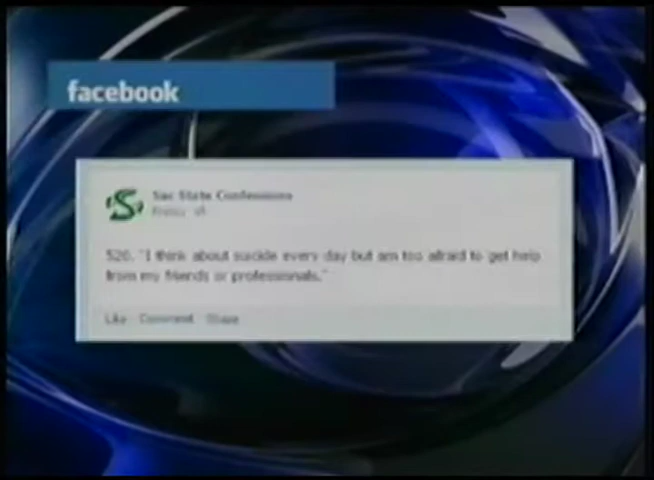 facebook
Sac State Confessions
Friday
520. "I think about suicide every day but am too afraid to get help
from my friends or professionals."
Like Comment Share